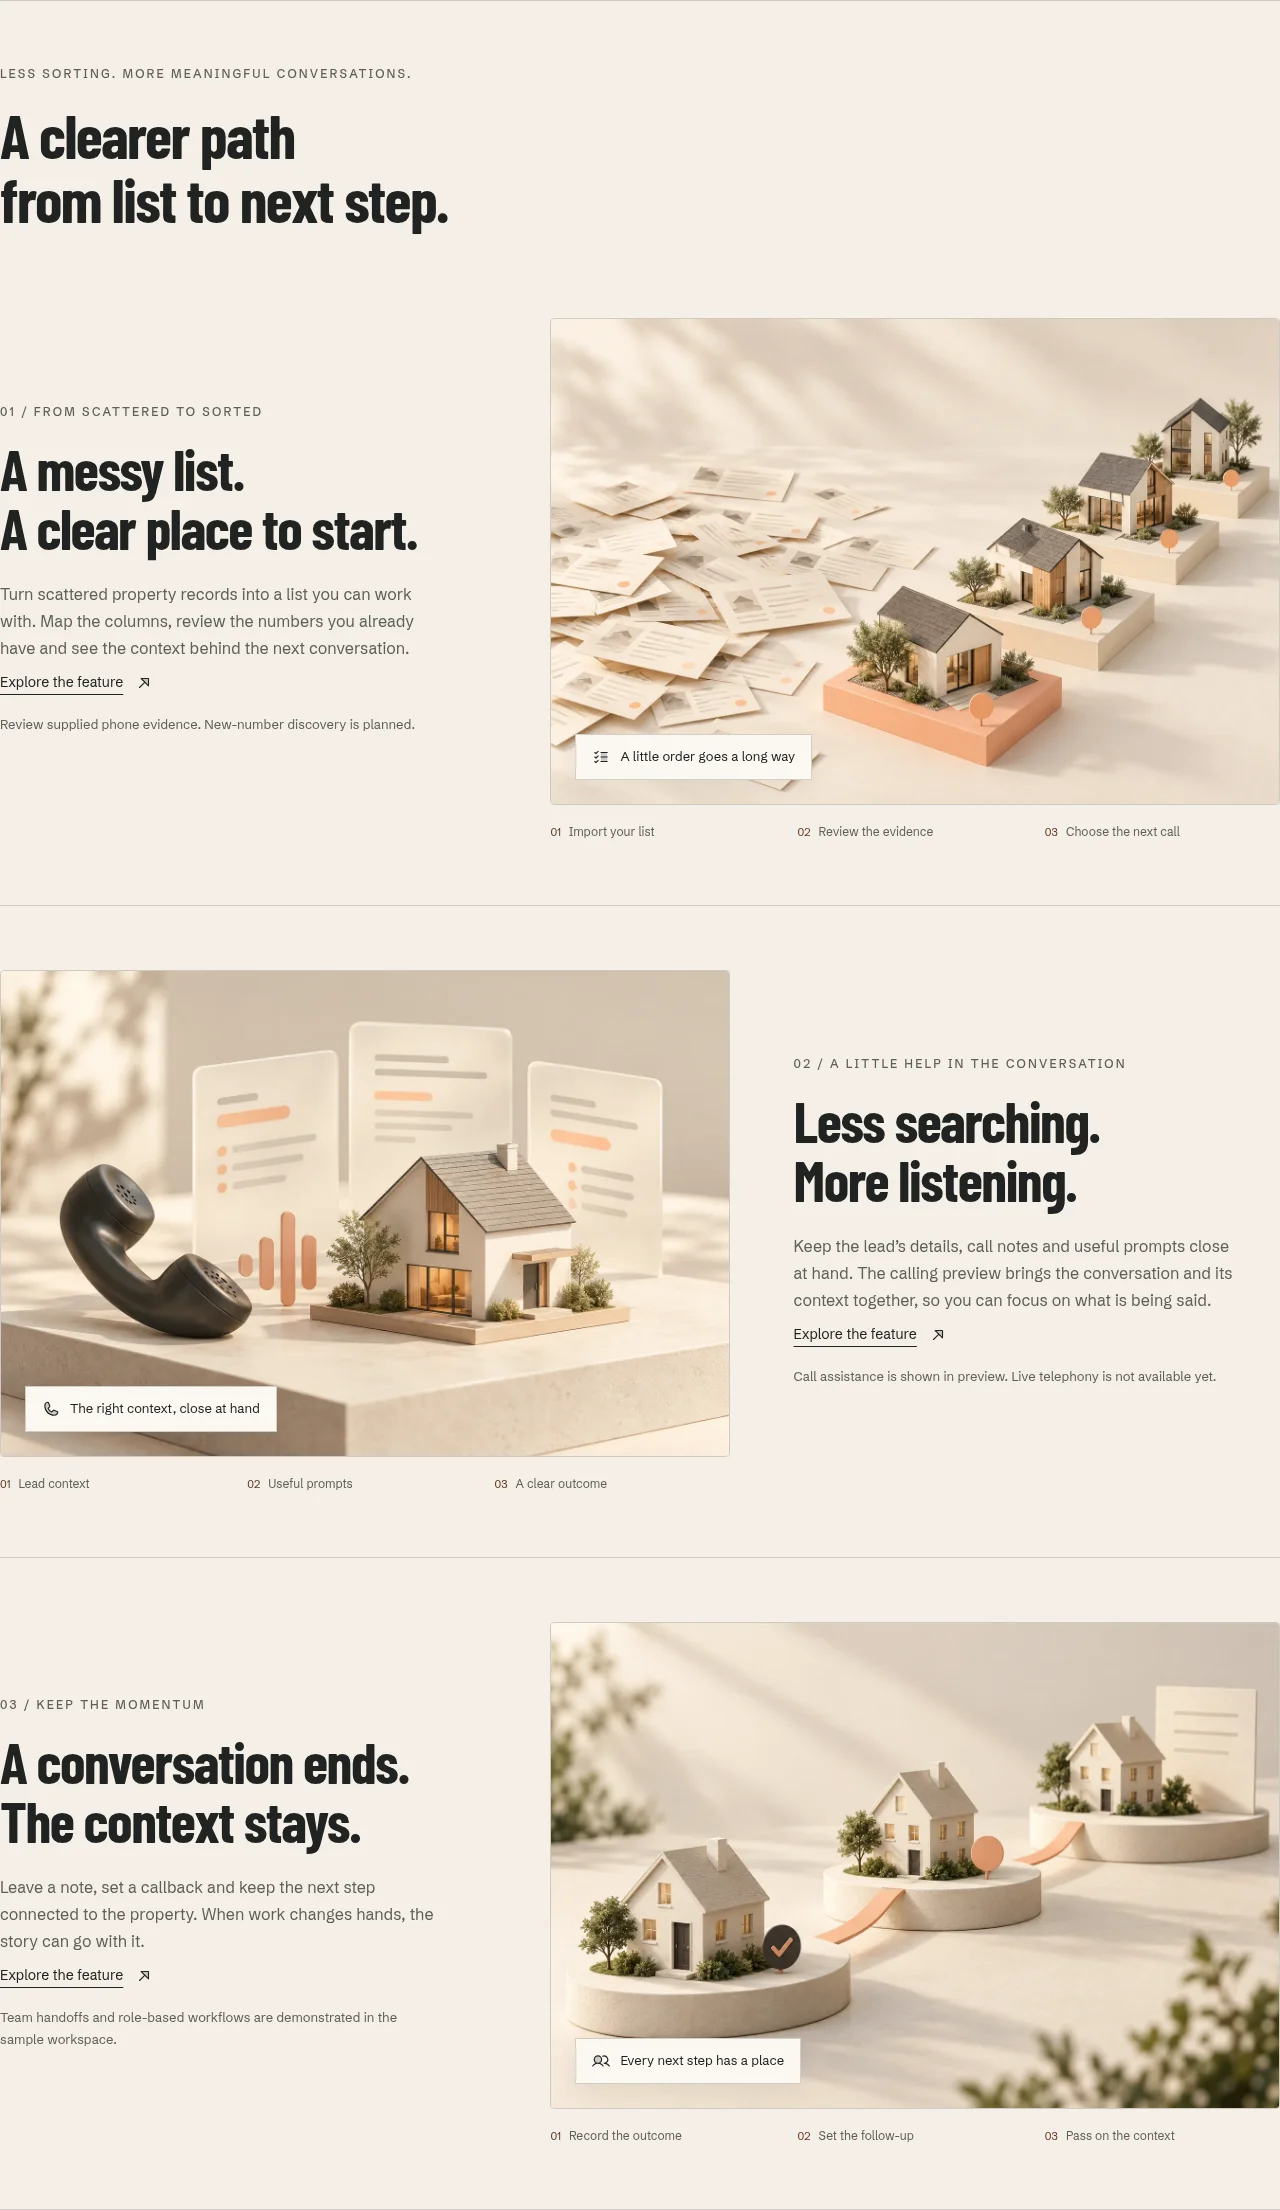 LESS SORTING. MORE MEANINGFUL CONVERSATIONS.
A clearer path
from list to next step.
01 / FROM SCATTERED TO SORTED
A messy list.
A clear place to start.
Turn scattered property records into a list you can work
with. Map the columns, review the numbers you already
have and see the context behind the next conversation.
Explore the feature
Review supplied phone evidence. New-number discovery is planned.
A little order goes a long way
01 Import your list
02 Review the evidence
03 Choose the next call
The right context, close at hand
01 Lead context
02 Useful prompts
03 A clear outcome
02 / A LITTLE HELP IN THE CONVERSATION
Less searching.
More listening.
Keep the lead’s details, call notes and useful prompts close
at hand. The calling preview brings the conversation and its
context together, so you can focus on what is being said.
Explore the feature
Call assistance is shown in preview. Live telephony is not available yet.
03 / KEEP THE MOMENTUM
A conversation ends.
The context stays.
Leave a note, set a callback and keep the next step
connected to the property. When work changes hands, the
story can go with it.
Explore the feature
Team handoffs and role-based workflows are demonstrated in the
sample workspace.
Every next step has a place
01 Record the outcome
02 Set the follow-up
03 Pass on the context